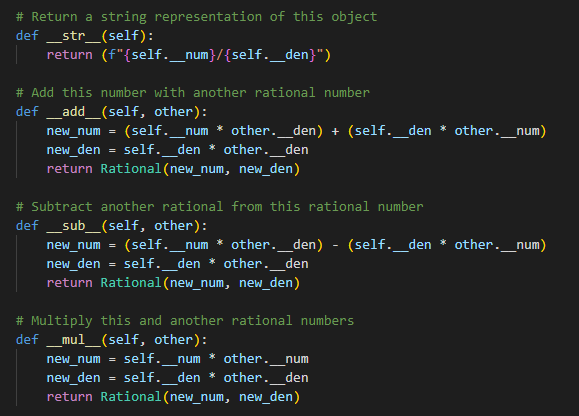 # Return a string representation of this object
def __str__(self):
    return (f"{self.__num}/{self.__den}")
# Add this number with another rational number
def __add__(self, other):
    new_num = (self.__num * other.__den) + (self.__den * other.__num)
    new_den = self.__den * other.__den
    return Rational(new_num, new_den)
# Subtract another rational from this rational number
def __sub__(self, other):
    new_num = (self.__num * other.__den) - (self.__den * other.__num)
    new_den = self.__den * other.__den
    return Rational(new_num, new_den)
# Multiply this and another rational numbers
def __mul__(self, other):
    new_num = self.__num * other.__num
    new_den = self.__den * other.__den
    return Rational(new_num, new_den)